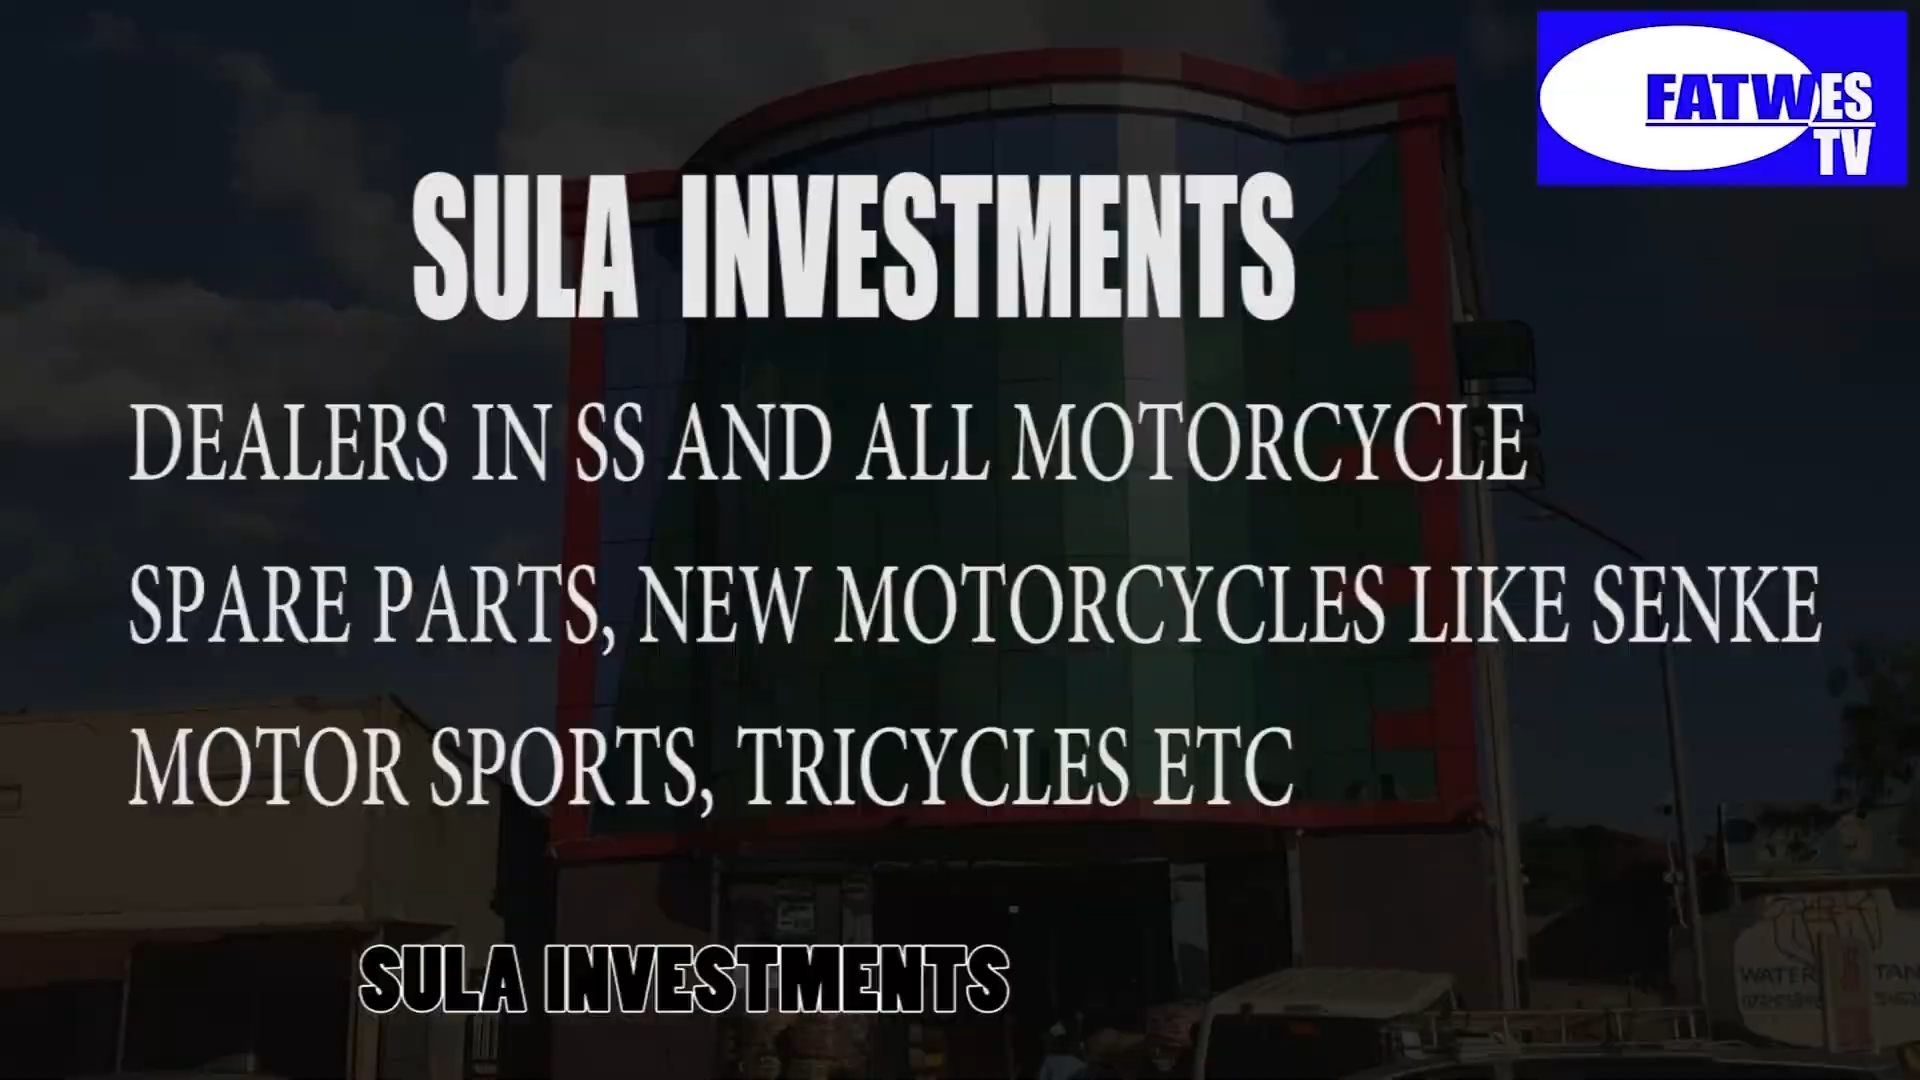 FATWES
TV
SULA INVESTMENTS
DEALERS IN SS AND ALL MOTORCYCLE
SPARE PARTS, NEW MOTORCYCLES LIKE SENKE
MOTOR SPORTS, TRICYCLES ETC
WATER TAN
SULA INVESTMENTS